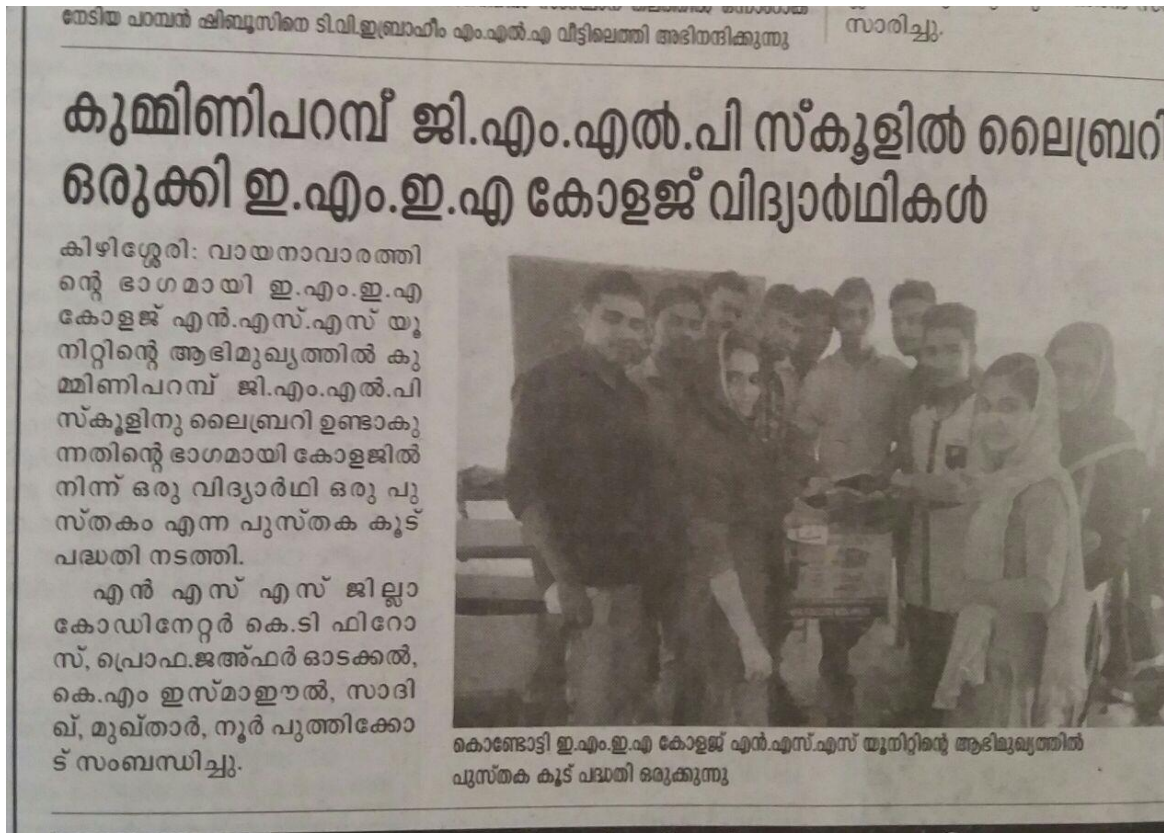 നേടിയ പറമ്പൻ ഷിബൂസിനെ ടി.വി.ഇബ്രാഹീം എം.എൽ.എ വീട്ടിലെത്തി അഭിനന്ദിക്കുന്നു
സാരിച്ചു.
കുമ്മിണിപറമ്പ് ജി.എം.എൽ.പി സ്കൂളിൽ ലൈബ്രറി
ഒരുക്കി ഇ.എം.ഇ.എ കോളജ് വിദ്യാർഥികൾ
കിഴിശ്ശേരി: വായനാവാരത്തി
ന്റെ ഭാഗമായി ഇ.എം.ഇ.എ
കോളജ് എൻ.എസ്.എസ് യൂ
നിറ്റിന്റെ ആഭിമുഖ്യത്തിൽ കു
മ്മിണിപറമ്പ് ജി.എം.എൽ.പി
സ്കൂളിനു ലൈബ്രറി ഉണ്ടാകു
ന്നതിന്റെ ഭാഗമായി കോളജിൽ
നിന്ന് ഒരു വിദ്യാർഥി ഒരു പു
സ്തകം എന്ന പുസ്തക കൂട്
പദ്ധതി നടത്തി.
എൻ എസ് എസ് ജില്ലാ
കോഡിനേറ്റർ കെ.ടി ഫിറോ
സ്, പ്രൊഫ.ജഅ്ഫർ ഓടക്കൽ,
കെ.എം ഇസ്മാഈൽ, സാദി
ഖ്, മുഖ്താർ, നൂർ പുത്തിക്കോ
ട് സംബന്ധിച്ചു.
കൊണ്ടോട്ടി ഇ.എം.ഇ.എ കോളജ് എൻ.എസ്.എസ് യൂനിറ്റിന്റെ ആഭിമുഖ്യത്തിൽ
പുസ്തക കൂട് പദ്ധതി ഒരുക്കുന്നു